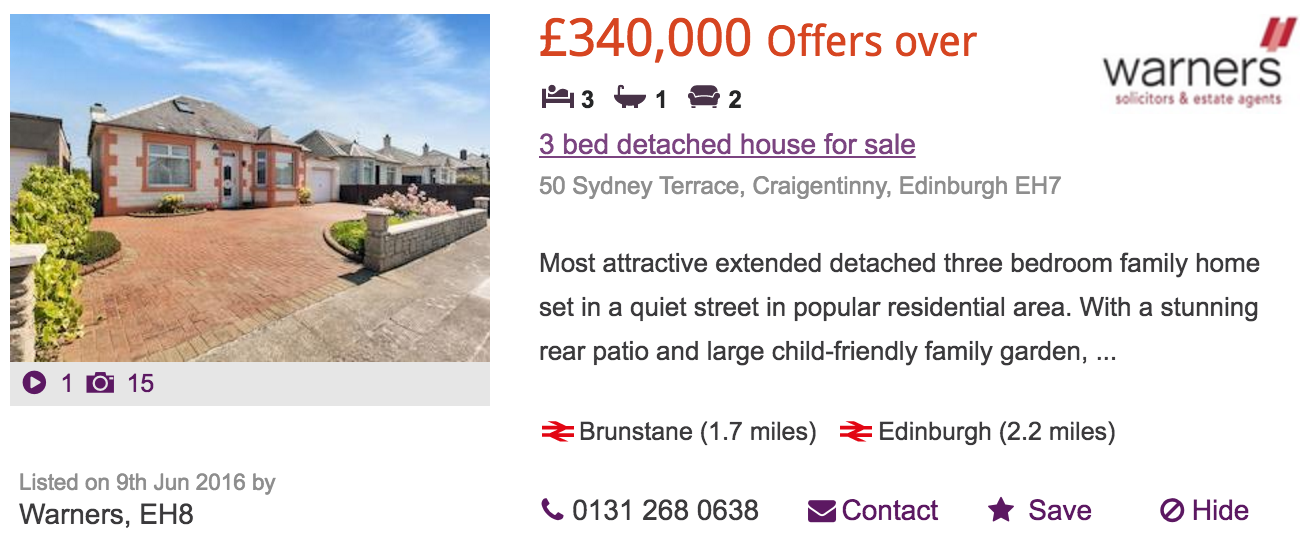 £340,000 Offers over
warners
solicitors & estate agents
3 1 2
3 bed detached house for sale
50 Sydney Terrace, Craigentinny, Edinburgh EH7
Most attractive extended detached three bedroom family home
set in a quiet street in popular residential area. With a stunning
rear patio and large child-friendly family garden, ...
1 15
Brunstane (1.7 miles) Edinburgh (2.2 miles)
Listed on 9th Jun 2016 by
Warners, EH8
0131 268 0638 Contact Save Hide